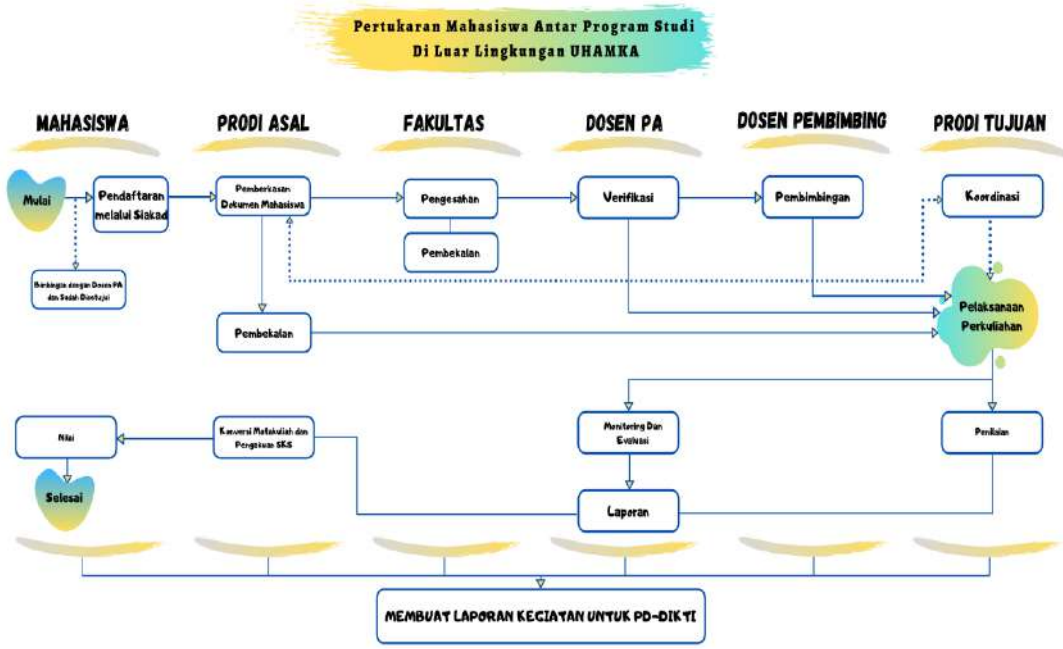 Pertukaran Mahasiswa Antar Program Studi
Di Luar Lingkungan UHAMKA
MAHASISWA
PRODI ASAL
FAKULTAS
DOSEN PA
DOSEN PEMBIMBING
PRODI TUJUAN
Mulai
Pendaftaran
melalui Siakad
Pemberkasan
Dokumen Mahasiswa
Pengesahan
Verifikasi
Pembimbingan
Koordinasi
Pembekalan
Bimbingan dengan Dosen PA
dan Sudah Disetujui
Pembekalan
Pelaksanaan
Perkuliahan
Nilai
Konversi Matakuliah dan
Pengakuan SKS
Monitoring Dan
Evaluasi
Penilaian
Selesai
Laporan
MEMBUAT LAPORAN KEGIATAN UNTUK PD-DIKTI